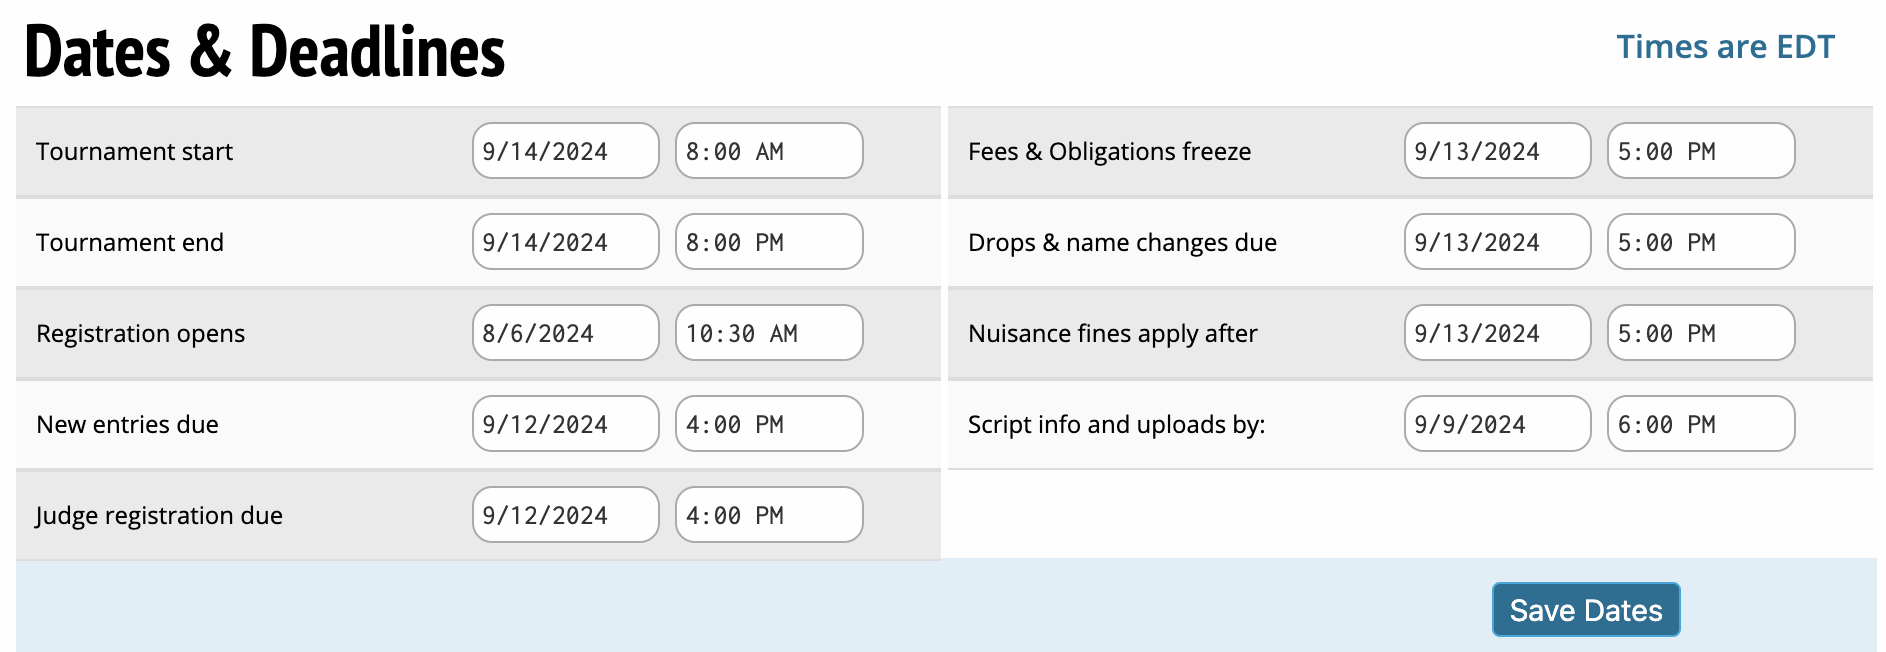 Dates & Deadlines
Times are EDT
Tournament start 9/14/2024 8:00 AM
Tournament end 9/14/2024 8:00 PM
Registration opens 8/6/2024 10:30 AM
New entries due 9/12/2024 4:00 PM
Judge registration due 9/12/2024 4:00 PM
Fees & Obligations freeze 9/13/2024 5:00 PM
Drops & name changes due 9/13/2024 5:00 PM
Nuisance fines apply after 9/13/2024 5:00 PM
Script info and uploads by: 9/9/2024 6:00 PM
Save Dates